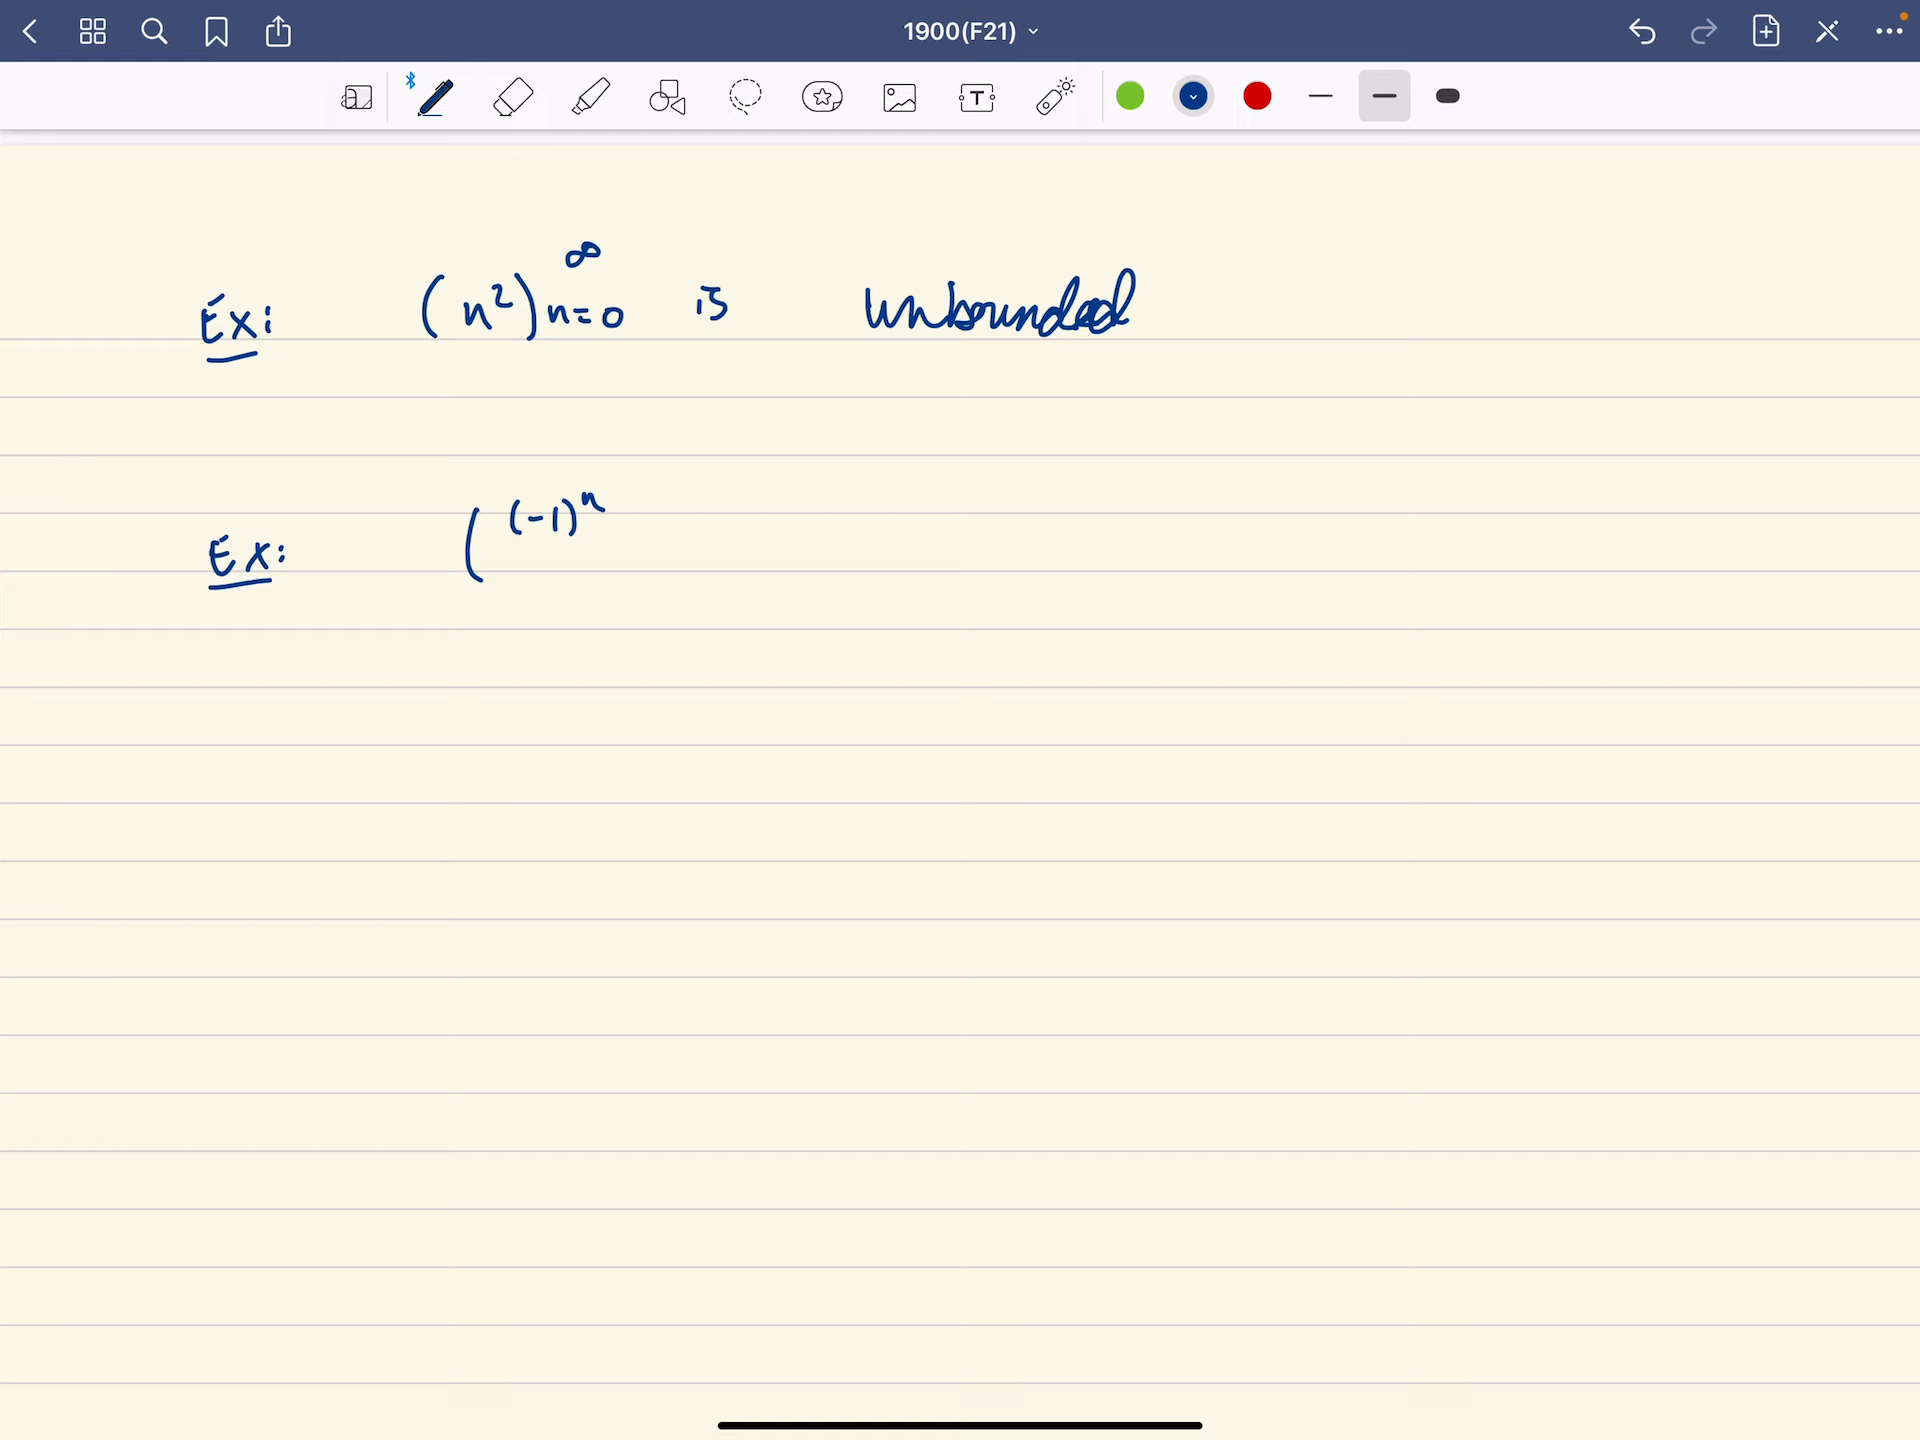 1900(F21)
Ex: (n²)ₙ₌₀^∞ is unbounded
Ex: ( (-1)ⁿ